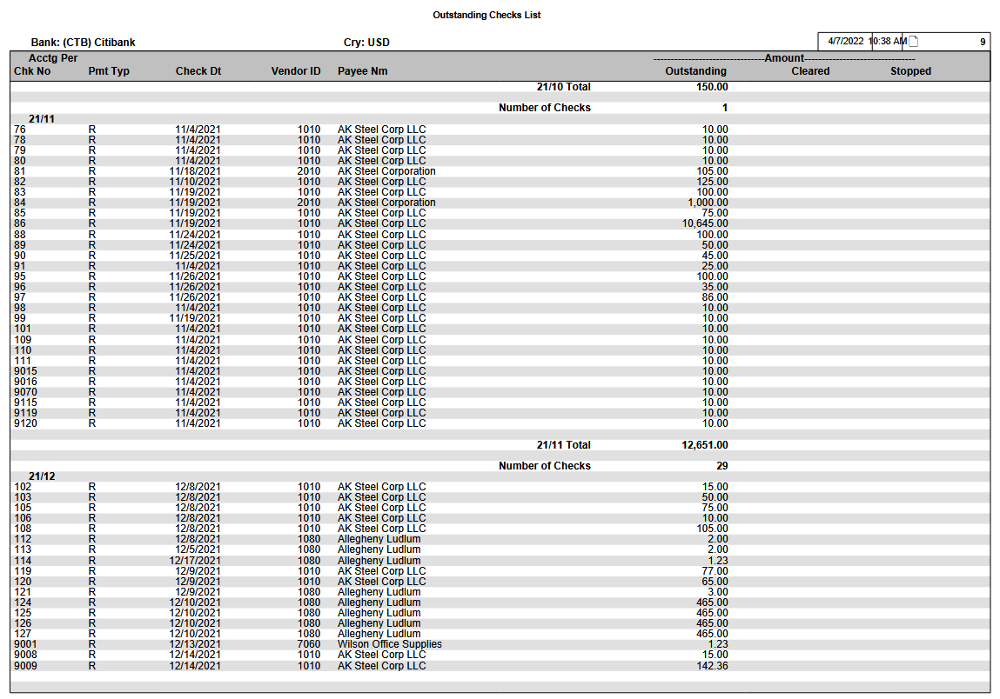 Outstanding Checks List
Bank: (CTB) Citibank Cry: USD 4/7/2022 10:38 AM 9
Acctg Per --------------------------------Amount--------------------------------
Chk No Pmt Typ Check Dt Vendor ID Payee Nm Outstanding Cleared Stopped
21/10 Total 150.00
Number of Checks 1
21/11
76 R 11/4/2021 1010 AK Steel Corp LLC 10.00
78 R 11/4/2021 1010 AK Steel Corp LLC 10.00
79 R 11/4/2021 1010 AK Steel Corp LLC 10.00
80 R 11/4/2021 1010 AK Steel Corp LLC 10.00
81 R 11/18/2021 2010 AK Steel Corporation 105.00
82 R 11/10/2021 1010 AK Steel Corp LLC 125.00
83 R 11/19/2021 1010 AK Steel Corp LLC 100.00
84 R 11/19/2021 2010 AK Steel Corporation 1,000.00
85 R 11/19/2021 1010 AK Steel Corp LLC 75.00
86 R 11/19/2021 1010 AK Steel Corp LLC 10,645.00
88 R 11/24/2021 1010 AK Steel Corp LLC 100.00
89 R 11/24/2021 1010 AK Steel Corp LLC 50.00
90 R 11/25/2021 1010 AK Steel Corp LLC 45.00
91 R 11/4/2021 1010 AK Steel Corp LLC 25.00
95 R 11/26/2021 1010 AK Steel Corp LLC 100.00
96 R 11/26/2021 1010 AK Steel Corp LLC 35.00
97 R 11/26/2021 1010 AK Steel Corp LLC 86.00
98 R 11/4/2021 1010 AK Steel Corp LLC 10.00
99 R 11/19/2021 1010 AK Steel Corp LLC 10.00
101 R 11/4/2021 1010 AK Steel Corp LLC 10.00
109 R 11/4/2021 1010 AK Steel Corp LLC 10.00
110 R 11/4/2021 1010 AK Steel Corp LLC 10.00
111 R 11/4/2021 1010 AK Steel Corp LLC 10.00
9015 R 11/4/2021 1010 AK Steel Corp LLC 10.00
9016 R 11/4/2021 1010 AK Steel Corp LLC 10.00
9070 R 11/4/2021 1010 AK Steel Corp LLC 10.00
9115 R 11/4/2021 1010 AK Steel Corp LLC 10.00
9119 R 11/4/2021 1010 AK Steel Corp LLC 10.00
9120 R 11/4/2021 1010 AK Steel Corp LLC 10.00
21/11 Total 12,651.00
Number of Checks 29
21/12
102 R 12/8/2021 1010 AK Steel Corp LLC 15.00
103 R 12/8/2021 1010 AK Steel Corp LLC 50.00
105 R 12/8/2021 1010 AK Steel Corp LLC 75.00
106 R 12/8/2021 1010 AK Steel Corp LLC 10.00
108 R 12/8/2021 1010 AK Steel Corp LLC 105.00
112 R 12/8/2021 1080 Allegheny Ludlum 2.00
113 R 12/5/2021 1080 Allegheny Ludlum 2.00
114 R 12/17/2021 1080 Allegheny Ludlum 1.23
119 R 12/9/2021 1010 AK Steel Corp LLC 77.00
120 R 12/9/2021 1010 AK Steel Corp LLC 65.00
121 R 12/9/2021 1080 Allegheny Ludlum 3.00
124 R 12/10/2021 1080 Allegheny Ludlum 465.00
125 R 12/10/2021 1080 Allegheny Ludlum 465.00
126 R 12/10/2021 1080 Allegheny Ludlum 465.00
127 R 12/10/2021 1080 Allegheny Ludlum 465.00
9001 R 12/13/2021 7060 Wilson Office Supplies 1.23
9008 R 12/14/2021 1010 AK Steel Corp LLC 15.00
9009 R 12/14/2021 1010 AK Steel Corp LLC 142.36